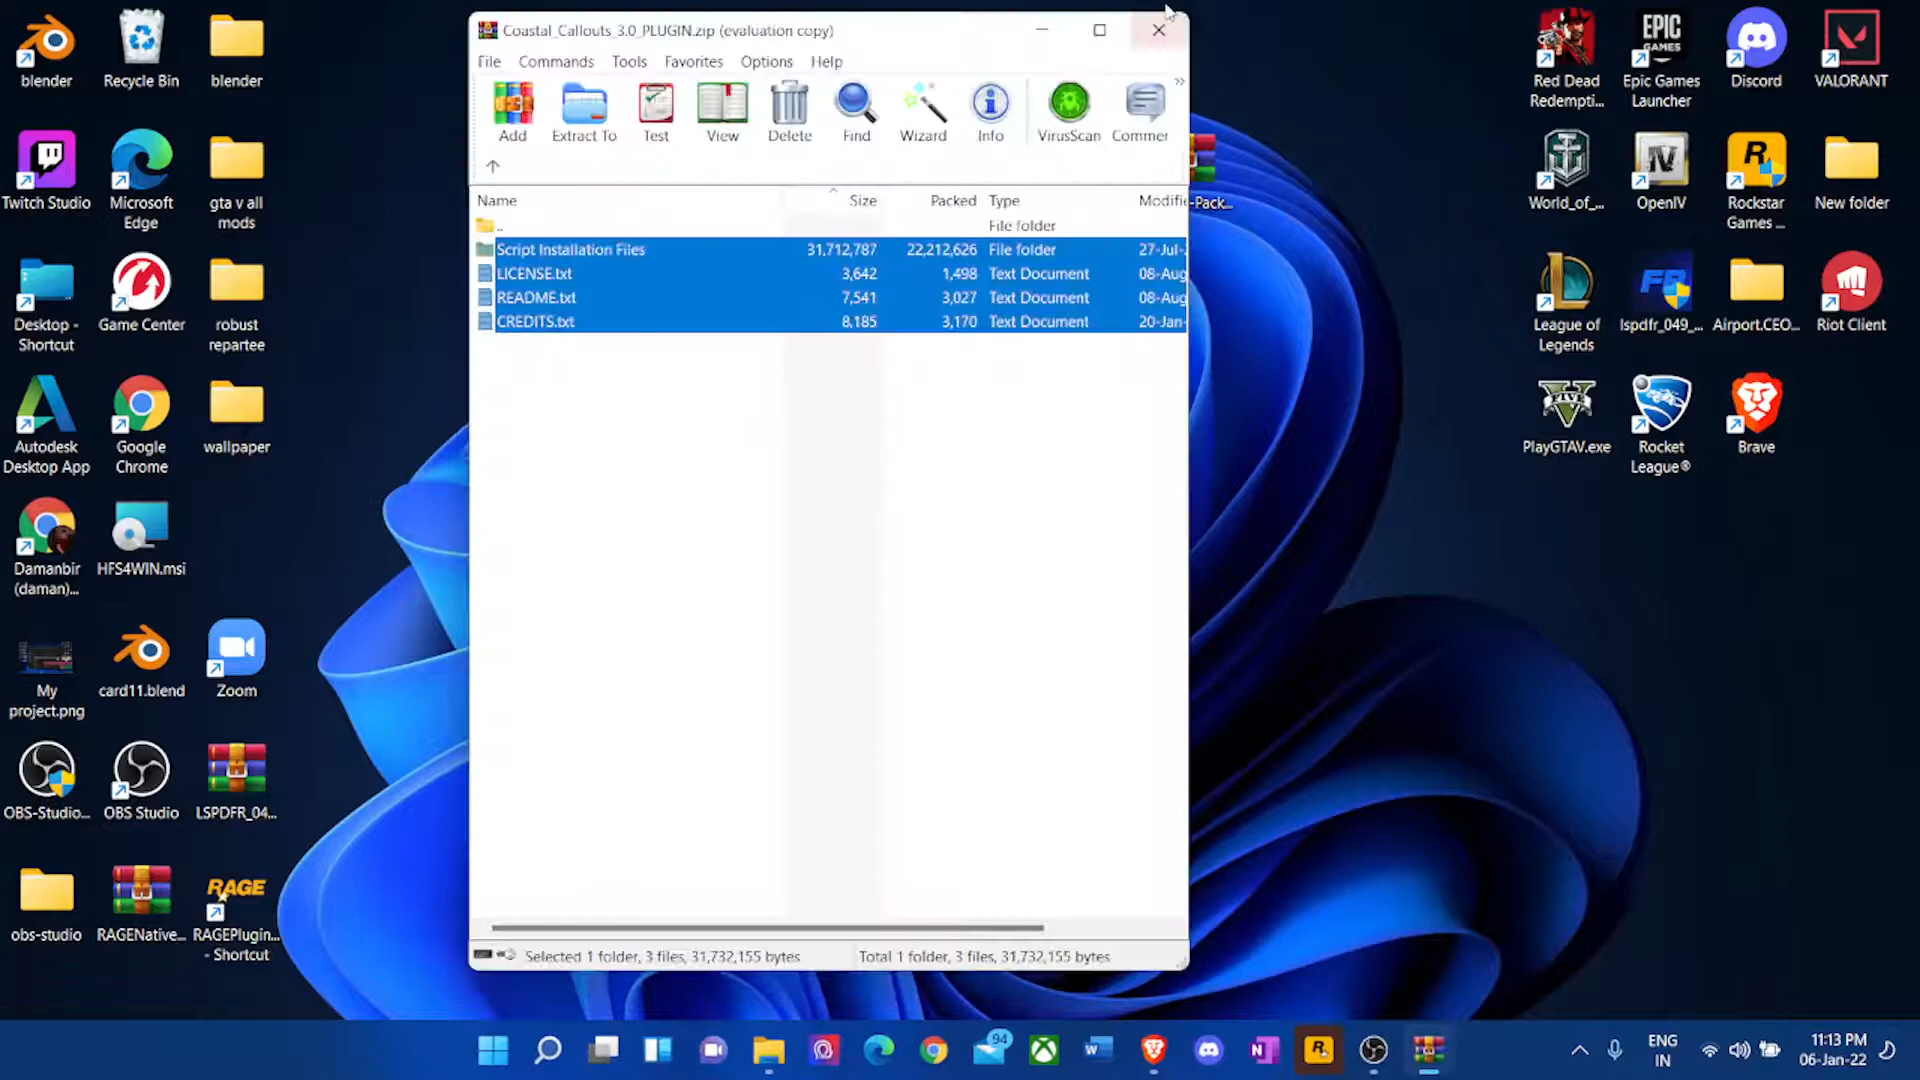 Coastal_Callouts_3.0_PLUGIN.zip (evaluation copy)
File Commands Tools Favorites Options Help
Add Extract To Test View Delete Find Wizard Info VirusScan Commer
Name Size Packed Type Modifie
.. File folder
Script Installation Files 31,712,787 22,212,626 File folder 27-Jul-
LICENSE.txt 3,642 1,498 Text Document 08-Aug
README.txt 7,541 3,027 Text Document 08-Aug
CREDITS.txt 8,185 3,170 Text Document 20-Jan-
Selected 1 folder, 3 files, 31,732,155 bytes
Total 1 folder, 3 files, 31,732,155 bytes
blender
Recycle Bin
blender
Twitch Studio
Microsoft
Edge
gta v all
mods
Desktop -
Shortcut
Game Center
robust
repartee
Autodesk
Desktop App
Google
Chrome
wallpaper
Damanbir
(daman)...
HFS4WIN.msi
My
project.png
card11.blend
Zoom
OBS-Studio...
OBS Studio
LSPDFR_04...
obs-studio
RAGENative...
RAGE
RAGEPlugin...
- Shortcut
-Pack...
Red Dead
Redempti...
EPIC
GAMES
Epic Games
Launcher
Discord
VALORANT
World_of_...
IV
OpenIV
R
Rockstar
Games ...
New folder
League of
Legends
FR
lspdfr_049_...
Airport.CEO...
Riot Client
FIVE
PlayGTAV.exe
Rocket
League®
Brave
94
W
N
R
ENG
IN
11:13 PM
06-Jan-22